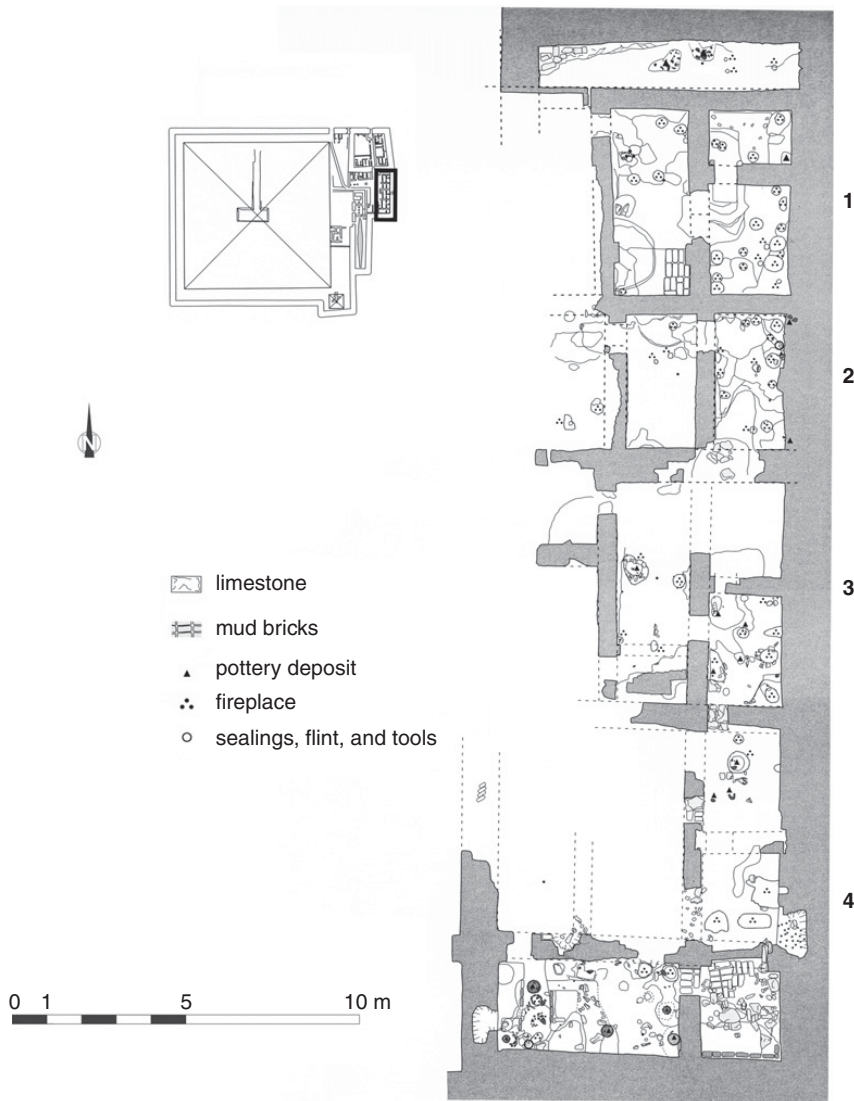 1
2
N
limestone
3
mud bricks
pottery deposit
fireplace
sealings, flint, and tools
4
0 1 5 10 m